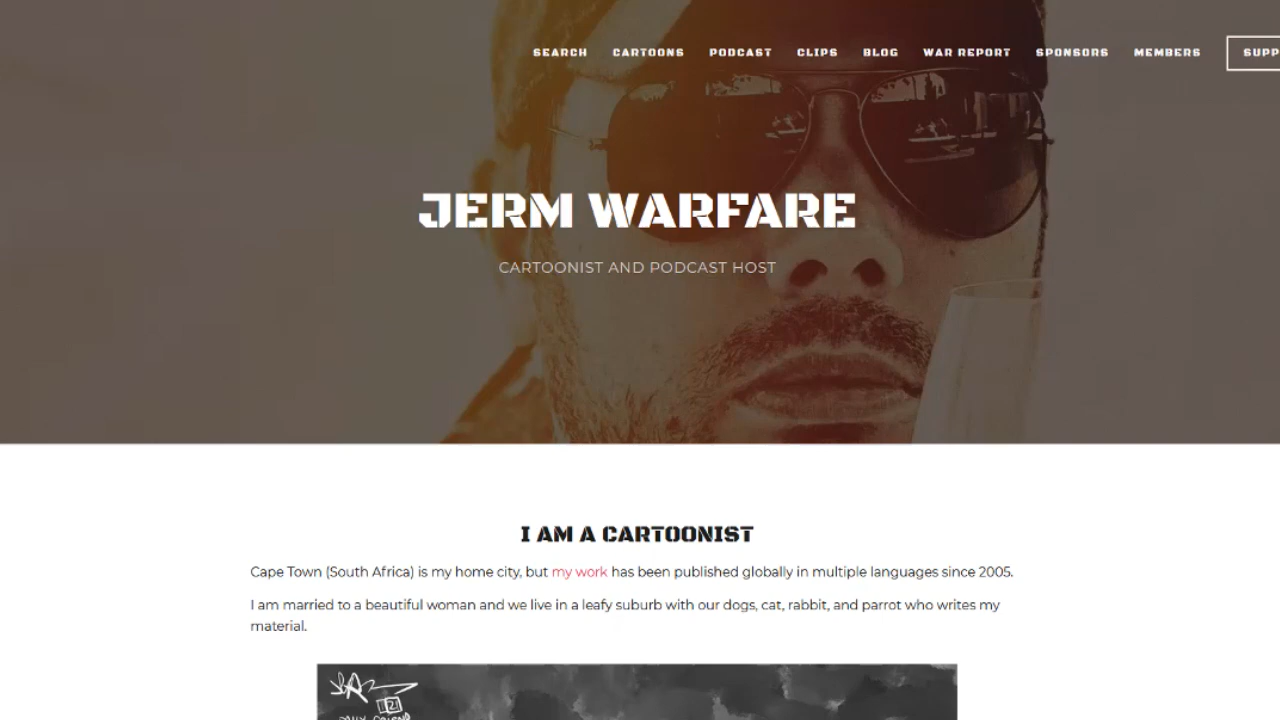 SEARCH CARTOONS PODCAST CLIPS BLOG WAR REPORT SPONSORS MEMBERS SUPP
JERM WARFARE
CARTOONIST AND PODCAST HOST
I AM A CARTOONIST
Cape Town (South Africa) is my home city, but my work has been published globally in multiple languages since 2005.
I am married to a beautiful woman and we live in a leafy suburb with our dogs, cat, rabbit, and parrot who writes my
material.